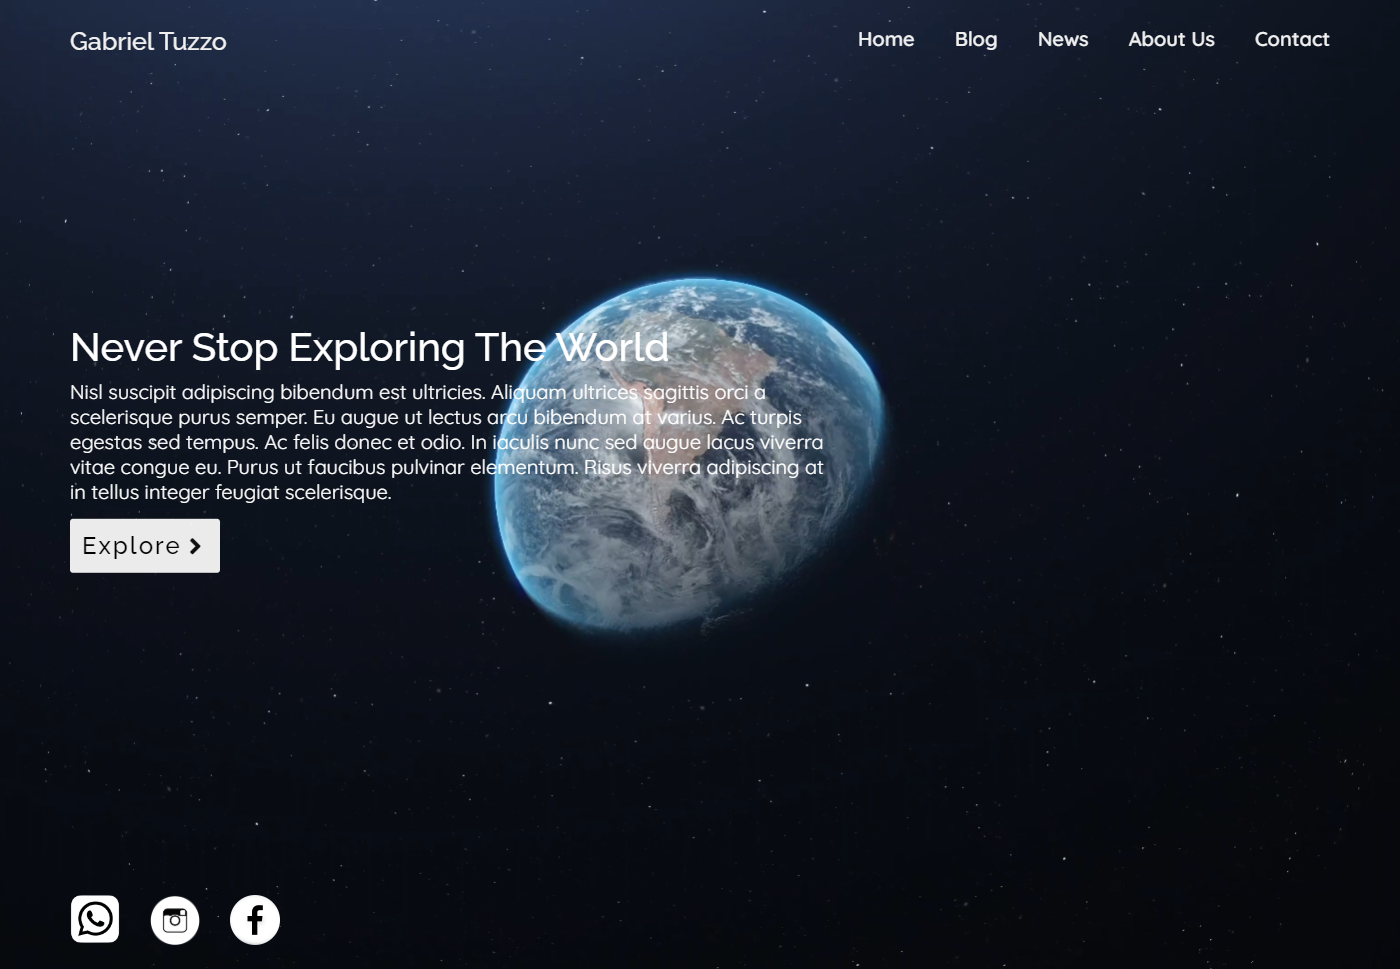 Gabriel Tuzzo
Home Blog News About Us Contact
Never Stop Exploring The World
Nisl suscipit adipiscing bibendum est ultricies. Aliquam ultrices sagittis orci a
scelerisque purus semper. Eu augue ut lectus arcu bibendum at varius. Ac turpis
egestas sed tempus. Ac felis donec et odio. In iaculis nunc sed augue lacus viverra
vitae congue eu. Purus ut faucibus pulvinar elementum. Risus viverra adipiscing at
in tellus integer feugiat scelerisque.
Explore